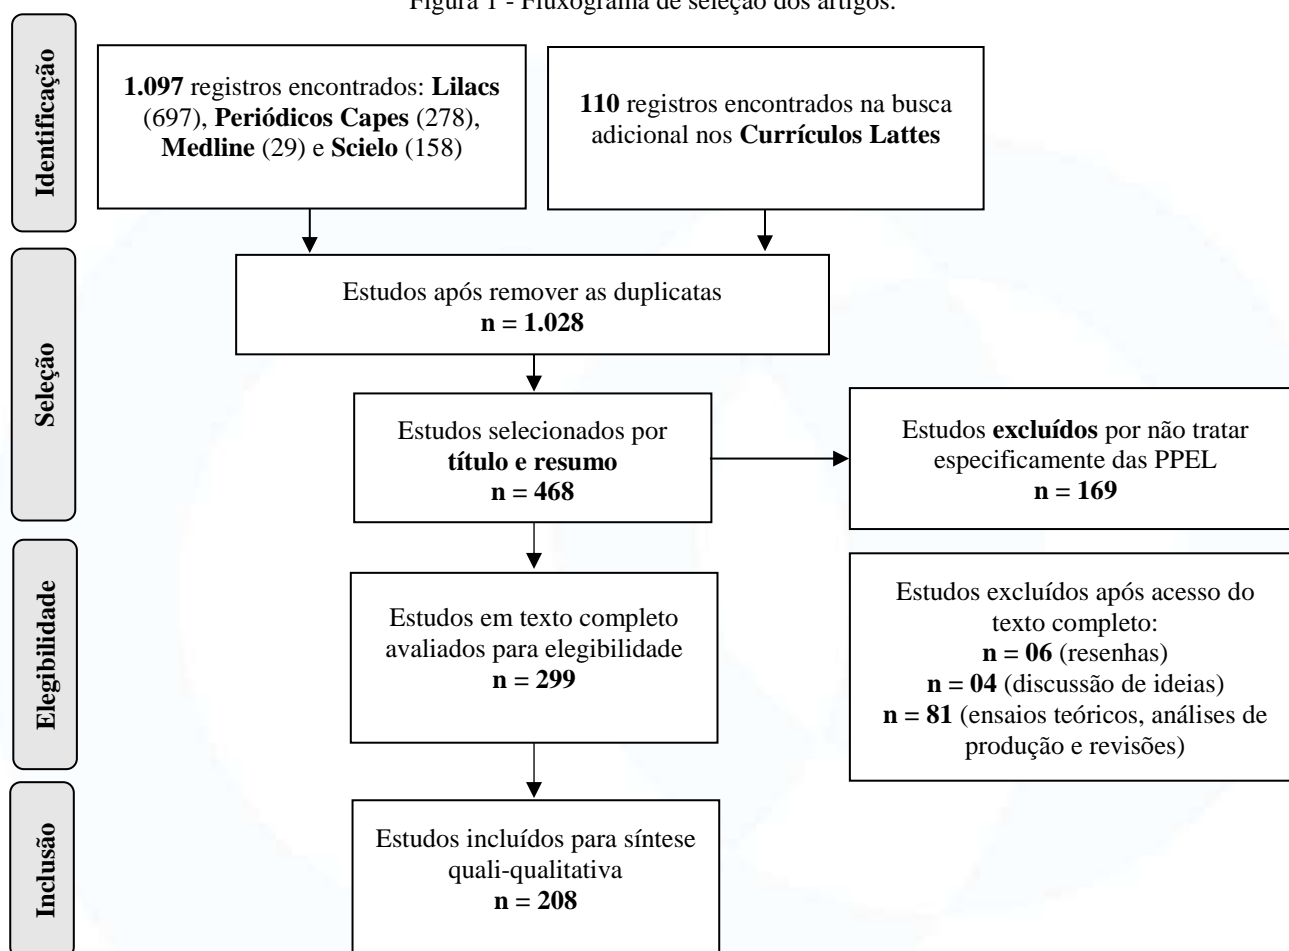 Figura 1 - Fluxograma de seleção dos artigos.
Identificação
1.097 registros encontrados: Lilacs
(697), Periódicos Capes (278),
Medline (29) e Scielo (158)
110 registros encontrados na busca
adicional nos Currículos Lattes
Seleção
Estudos após remover as duplicatas
n = 1.028
Estudos selecionados por
título e resumo
n = 468
Estudos excluídos por não tratar
especificamente das PPEL
n = 169
Elegibilidade
Estudos em texto completo
avaliados para elegibilidade
n = 299
Estudos excluídos após acesso do
texto completo:
n = 06 (resenhas)
n = 04 (discussão de ideias)
n = 81 (ensaios teóricos, análises de
produção e revisões)
Inclusão
Estudos incluídos para síntese
quali-qualitativa
n = 208